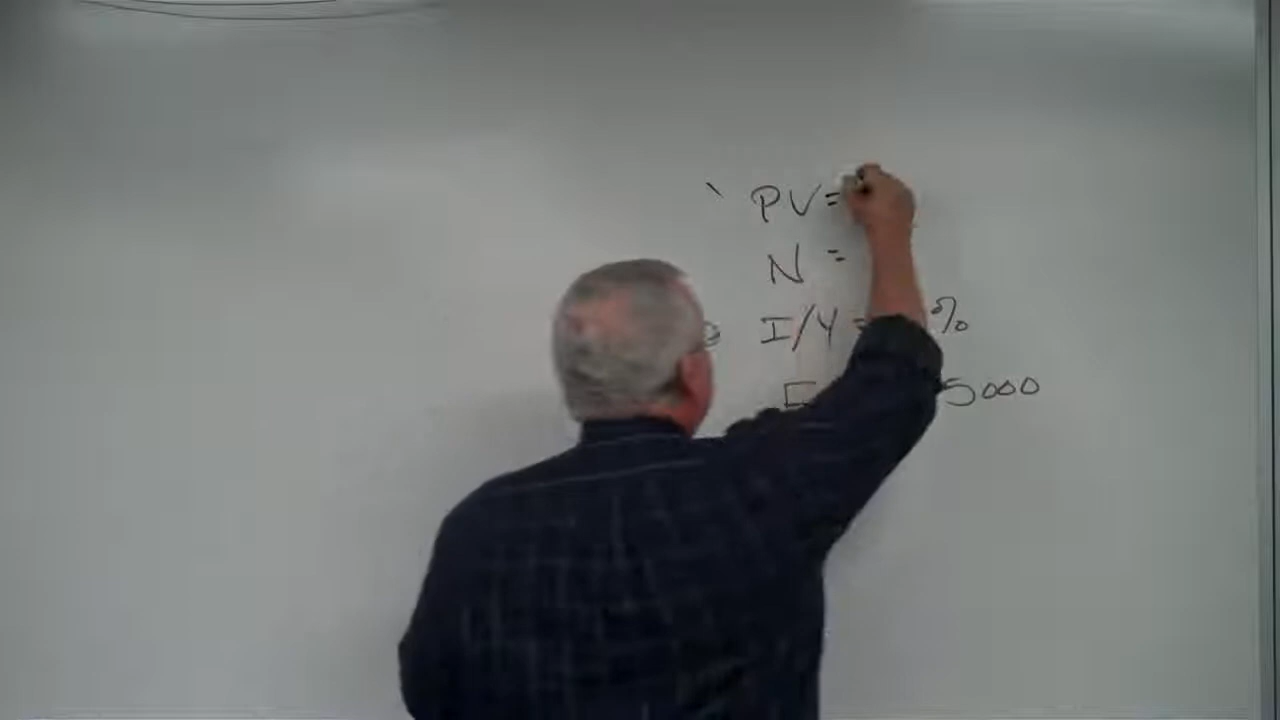 PV=
N =
I/Y = %
5000